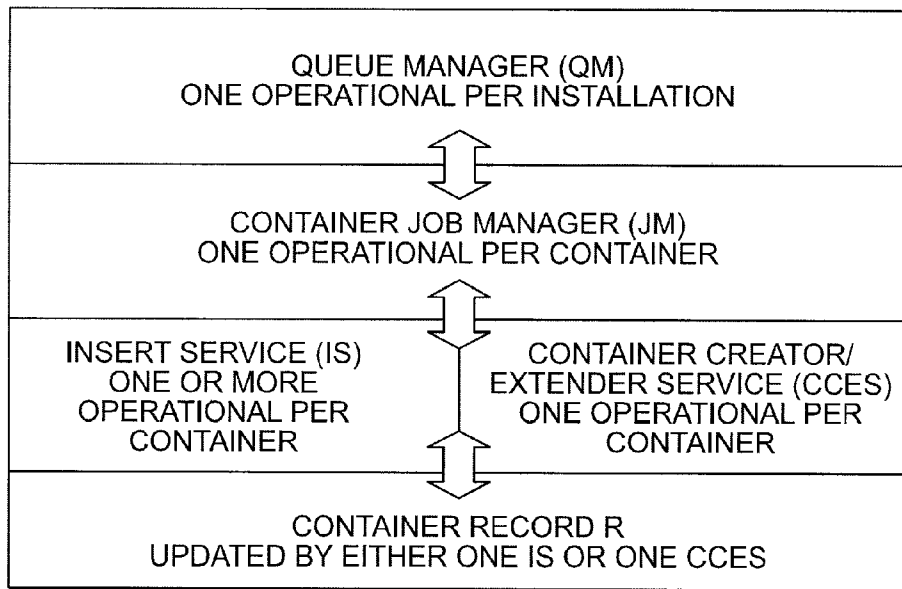 QUEUE MANAGER (QM)
ONE OPERATIONAL PER INSTALLATION
CONTAINER JOB MANAGER (JM)
ONE OPERATIONAL PER CONTAINER
INSERT SERVICE (IS)
ONE OR MORE
OPERATIONAL PER
CONTAINER
CONTAINER CREATOR/
EXTENDER SERVICE (CCES)
ONE OPERATIONAL PER
CONTAINER
CONTAINER RECORD R
UPDATED BY EITHER ONE IS OR ONE CCES